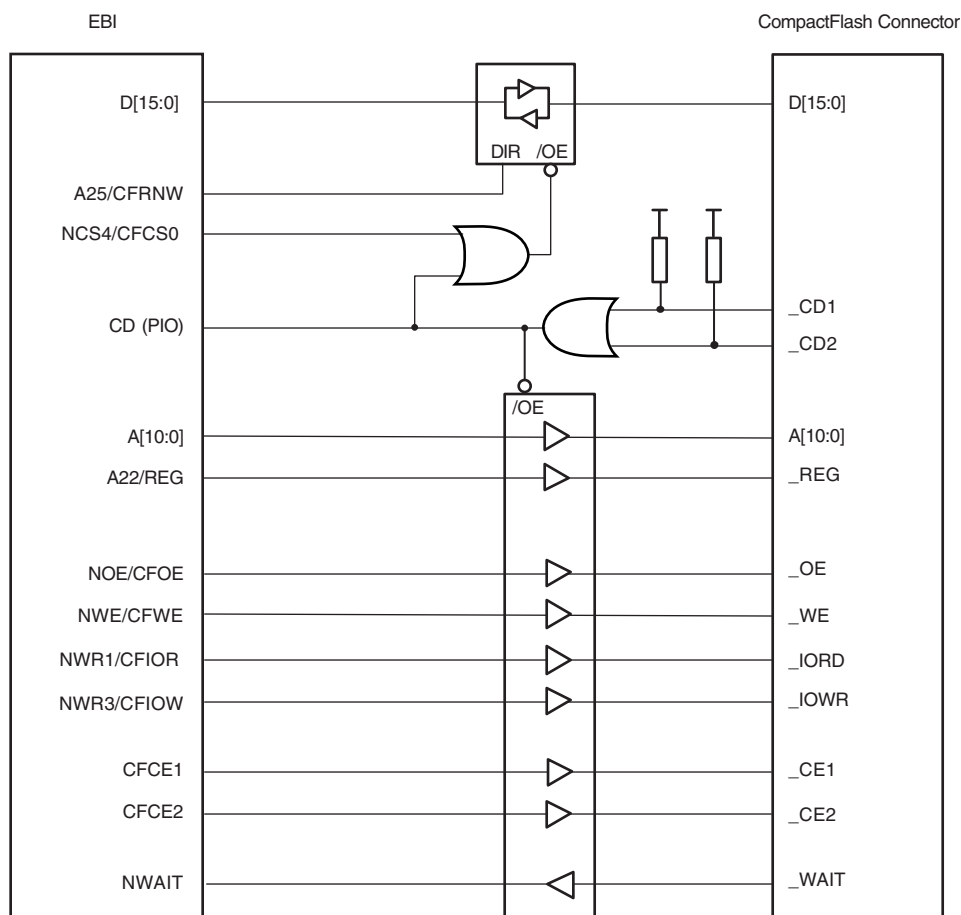 EBI CompactFlash Connector
D[15:0] D[15:0]
DIR /OE
A25/CFRNW
NCS4/CFCS0
_CD1
CD (PIO)
_CD2
/OE
A[10:0] A[10:0]
A22/REG _REG
NOE/CFOE _OE
NWE/CFWE _WE
NWR1/CFIOR _IORD
NWR3/CFIOW _IOWR
CFCE1 _CE1
CFCE2 _CE2
NWAIT _WAIT